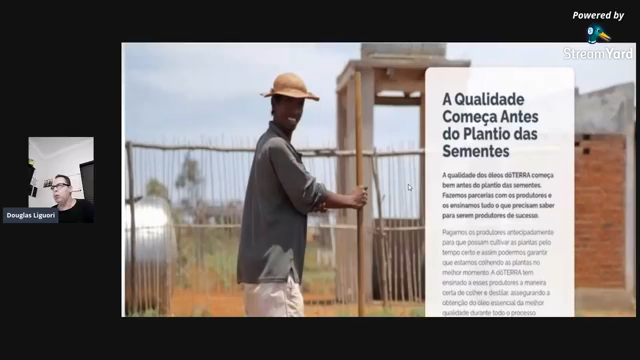 Powered by
StreamYard
A Qualidade
Começa Antes
do Plantio das
Sementes
A qualidade dos óleos dōTERRA começa
bem antes do plantio das sementes.
Fazemos parcerias com os produtores e
os ensinamos tudo o que precisam saber
para serem produtores de sucesso.
Pagamos os produtores antecipadamente
para que possam cultivar as plantas pelo
tempo certo e assim podermos garantir
que estamos colhendo as plantas no
melhor momento. A dōTERRA tem
ensinado a esses produtores a maneira
certa de colher e destilar, assegurando a
obtenção do óleo essencial da melhor
qualidade durante todo o processo
Douglas Liguori